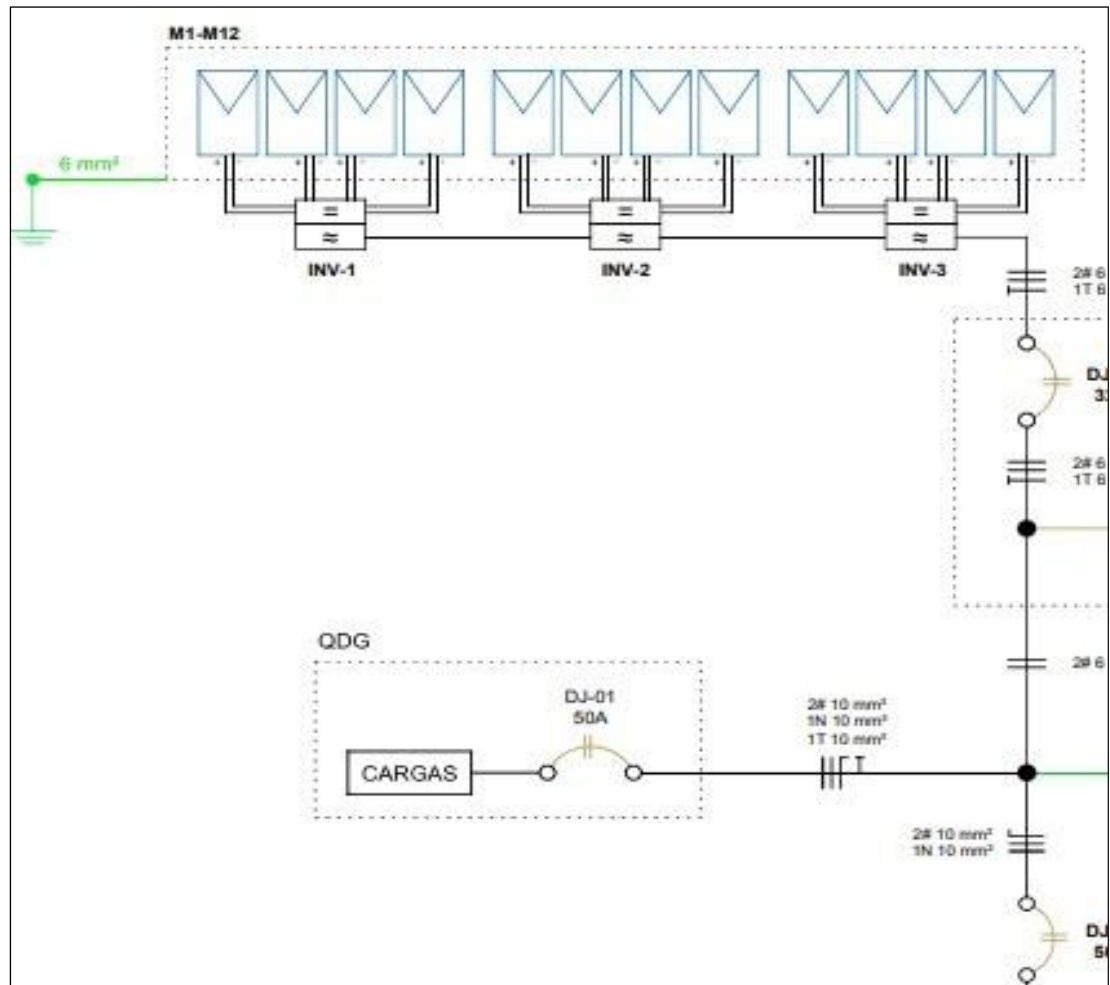 M1-M12
6 mm²
=
=
=
≈
≈
≈
INV-1
INV-2
INV-3
2# 6
1T 6
DJ
2# 6
1T 6
2# 6
QDG
DJ-01
50A
CARGAS
2# 10 mm²
1N 10 mm²
1T 10 mm²
T
2# 10 mm²
1N 10 mm²
DJ